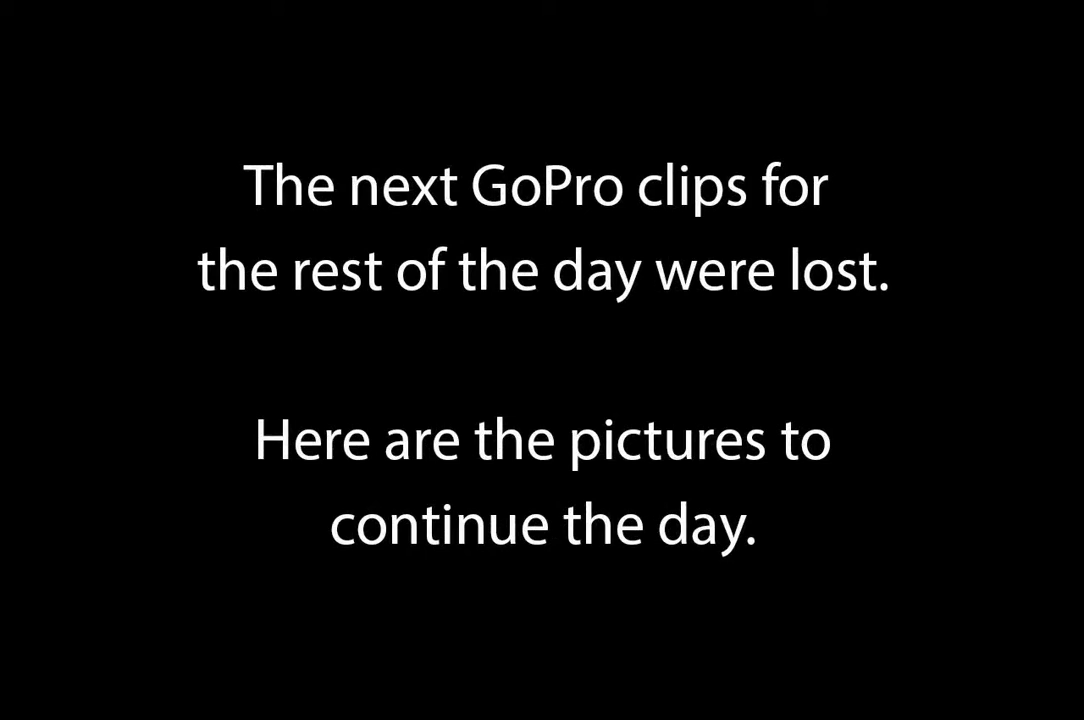 The next GoPro clips for
the rest of the day were lost.
Here are the pictures to
continue the day.